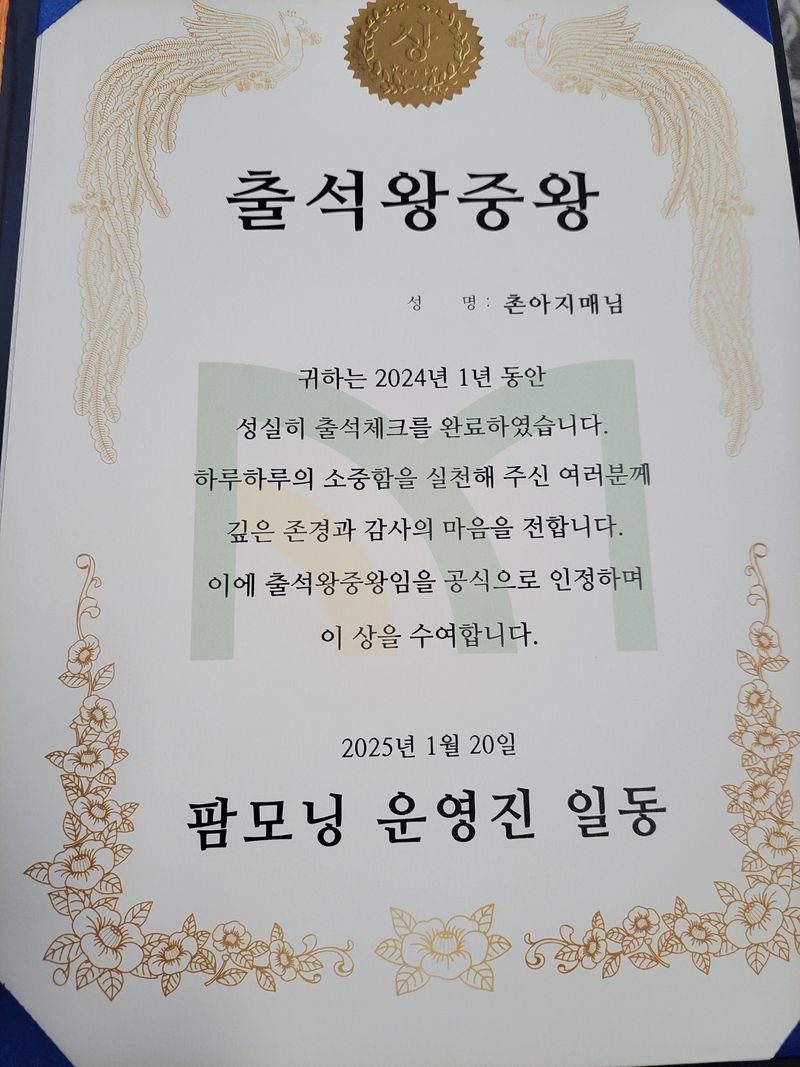 상
출석왕중왕
성 명 : 촌아지매님
귀하는 2024년 1년 동안
성실히 출석체크를 완료하였습니다.
하루하루의 소중함을 실천해 주신 여러분께
깊은 존경과 감사의 마음을 전합니다.
이에 출석왕중왕임을 공식으로 인정하며
이 상을 수여합니다.
2025년 1월 20일
팜모닝 운영진 일동